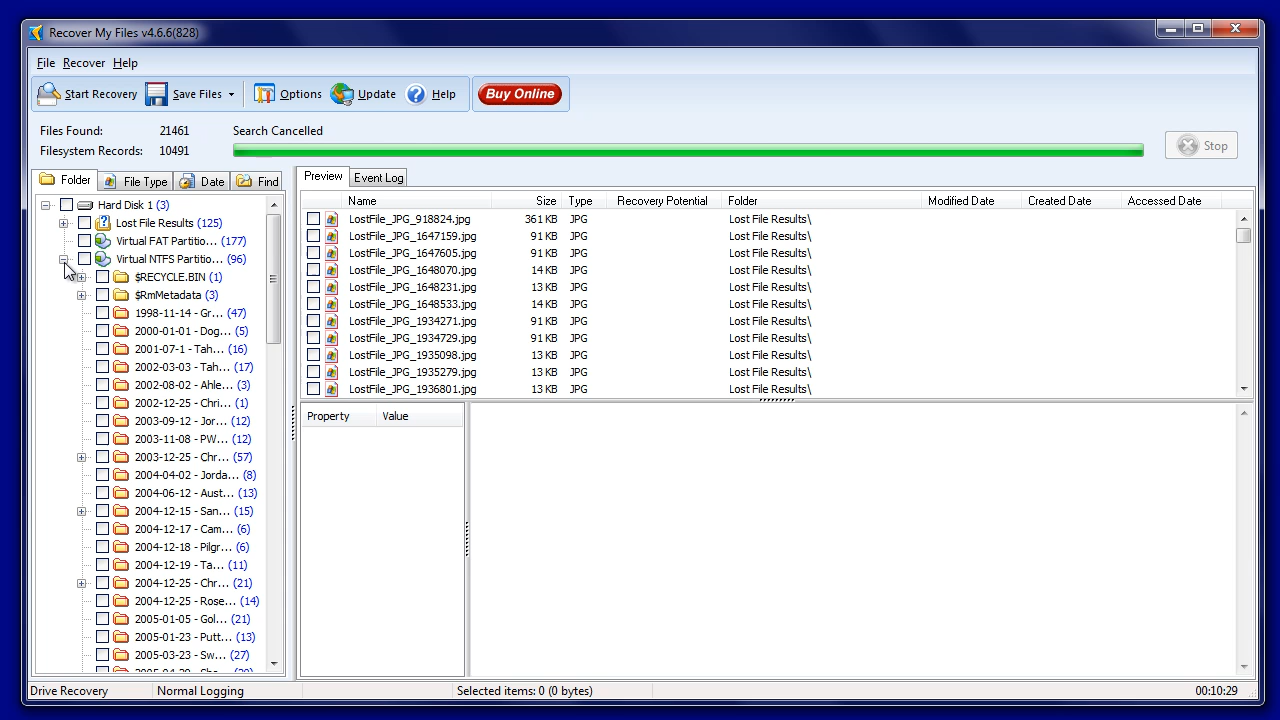 Recover My Files v4.6.6(828)
File Recover Help
Start Recovery Save Files Options Update Help Buy Online
Files Found: 21461 Search Cancelled
Filesystem Records: 10491
Stop
Folder File Type Date Find
Hard Disk 1 (3)
Lost File Results (125)
Virtual FAT Partitio... (177)
Virtual NTFS Partitio... (96)
$RECYCLE.BIN (1)
$RmMetadata (3)
1998-11-14 - Gr... (47)
2000-01-01 - Dog... (5)
2001-07-1 - Tah... (16)
2002-03-03 - Tah... (17)
2002-08-02 - Ahle... (3)
2002-12-25 - Chri... (1)
2003-09-12 - Jor... (12)
2003-11-08 - PW... (12)
2003-12-25 - Chr... (57)
2004-04-02 - Jorda... (8)
2004-06-12 - Aust... (13)
2004-12-15 - San... (15)
2004-12-17 - Cam... (6)
2004-12-18 - Pilgr... (6)
2004-12-19 - Ta... (11)
2004-12-25 - Chr... (21)
2004-12-25 - Rose... (14)
2005-01-05 - Gol... (21)
2005-01-23 - Putt... (13)
2005-03-23 - Sw... (27)
Preview Event Log
Name Size Type Recovery Potential Folder Modified Date Created Date Accessed Date
LostFile_JPG_918824.jpg 361 KB JPG Lost File Results\
LostFile_JPG_1647159.jpg 91 KB JPG Lost File Results\
LostFile_JPG_1647605.jpg 91 KB JPG Lost File Results\
LostFile_JPG_1648070.jpg 14 KB JPG Lost File Results\
LostFile_JPG_1648231.jpg 13 KB JPG Lost File Results\
LostFile_JPG_1648533.jpg 14 KB JPG Lost File Results\
LostFile_JPG_1934271.jpg 91 KB JPG Lost File Results\
LostFile_JPG_1934729.jpg 91 KB JPG Lost File Results\
LostFile_JPG_1935098.jpg 13 KB JPG Lost File Results\
LostFile_JPG_1935279.jpg 13 KB JPG Lost File Results\
LostFile_JPG_1936801.jpg 13 KB JPG Lost File Results\
Property Value
Drive Recovery Normal Logging Selected items: 0 (0 bytes) 00:10:29